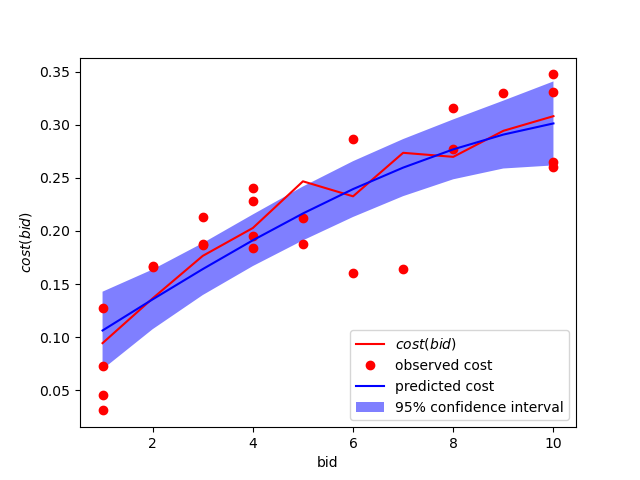 0.35
0.30
0.25
0.20
0.15
0.10
0.05
cost(bid)
cost(bid)
observed cost
predicted cost
95% confidence interval
2
4
6
8
10
bid